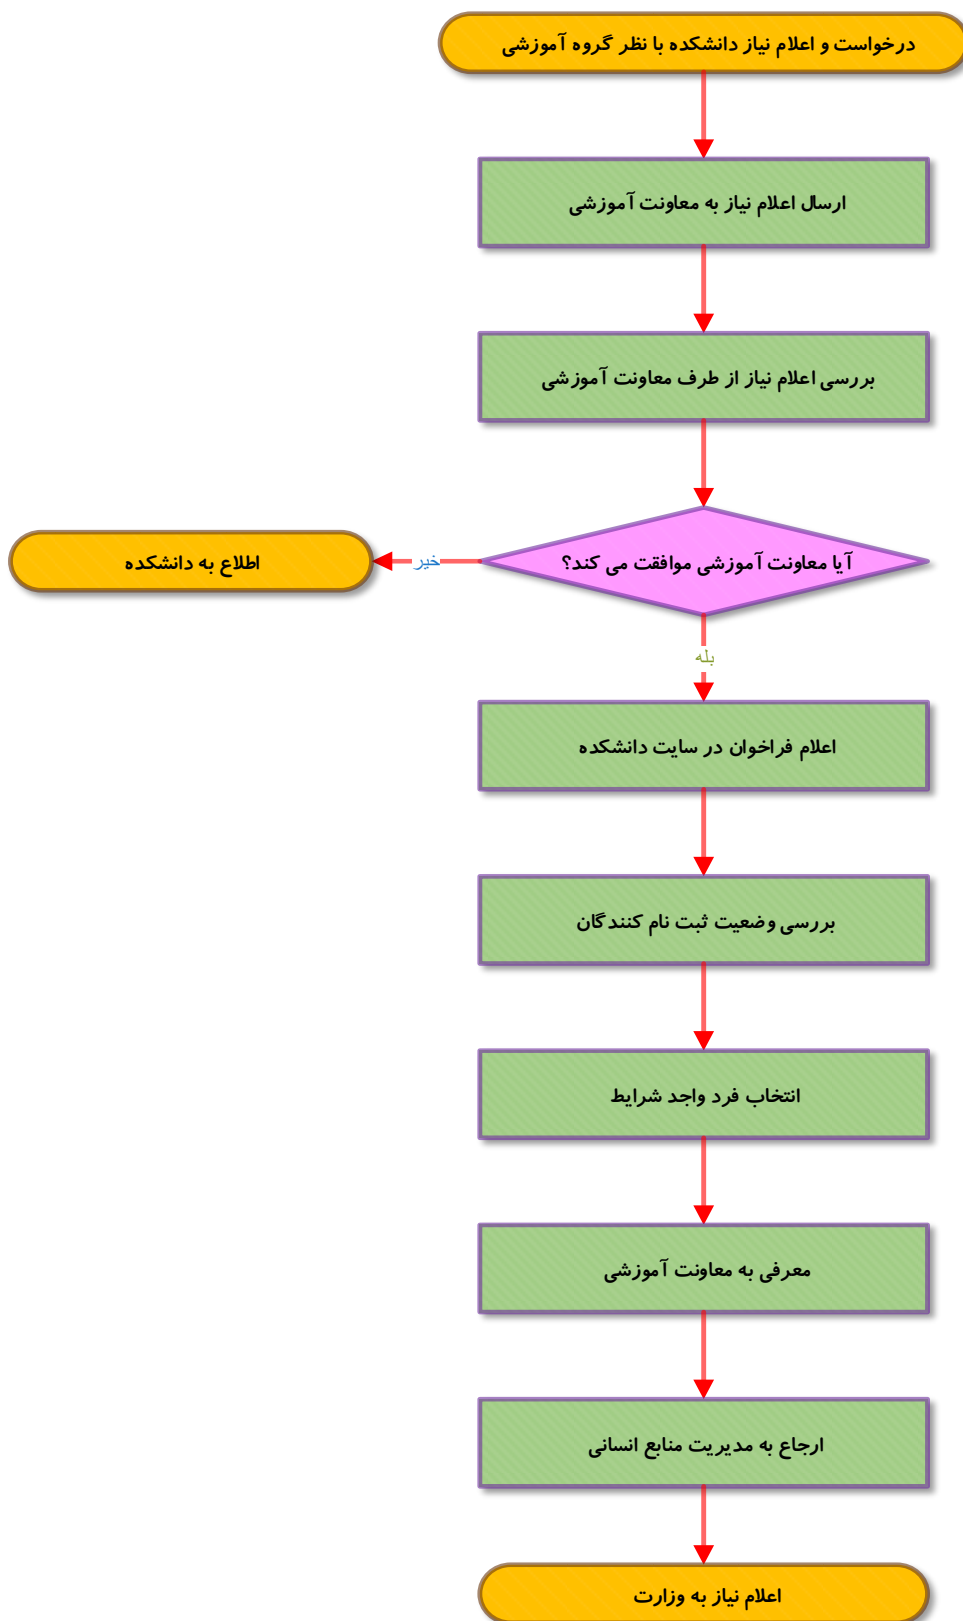 درخواست و اعلام نیاز دانشکده با نظر گروه آموزشی
ارسال اعلام نیاز به معاونت آموزشی
بررسی اعلام نیاز از طرف معاونت آموزشی
آیا معاونت آموزشی موافقت می کند؟
خیر
اطلاع به دانشکده
بله
اعلام فراخوان در سایت دانشکده
بررسی وضعیت ثبت نام کنندگان
انتخاب فرد واجد شرایط
معرفی به معاونت آموزشی
ارجاع به مدیریت منابع انسانی
اعلام نیاز به وزارت